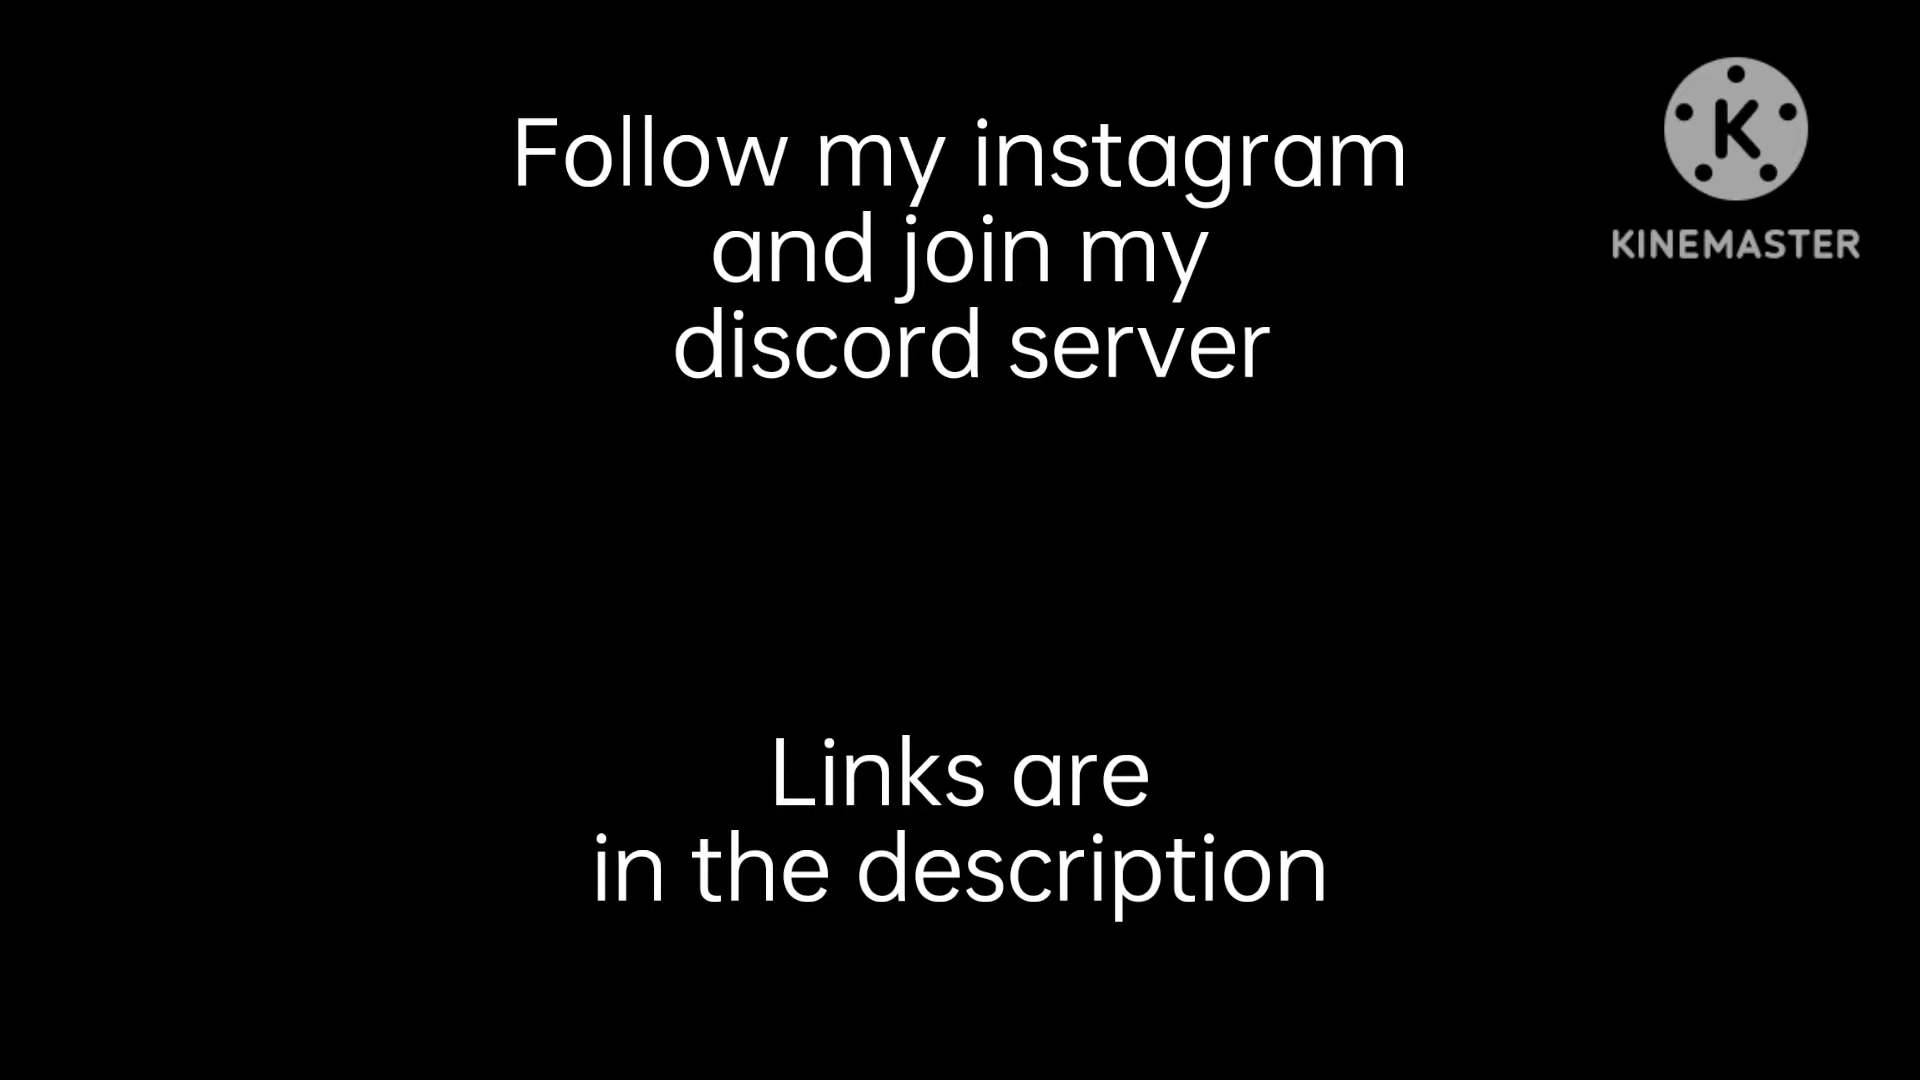 Follow my instagram
and join my
discord server
K
KINEMASTER
Links are
in the description